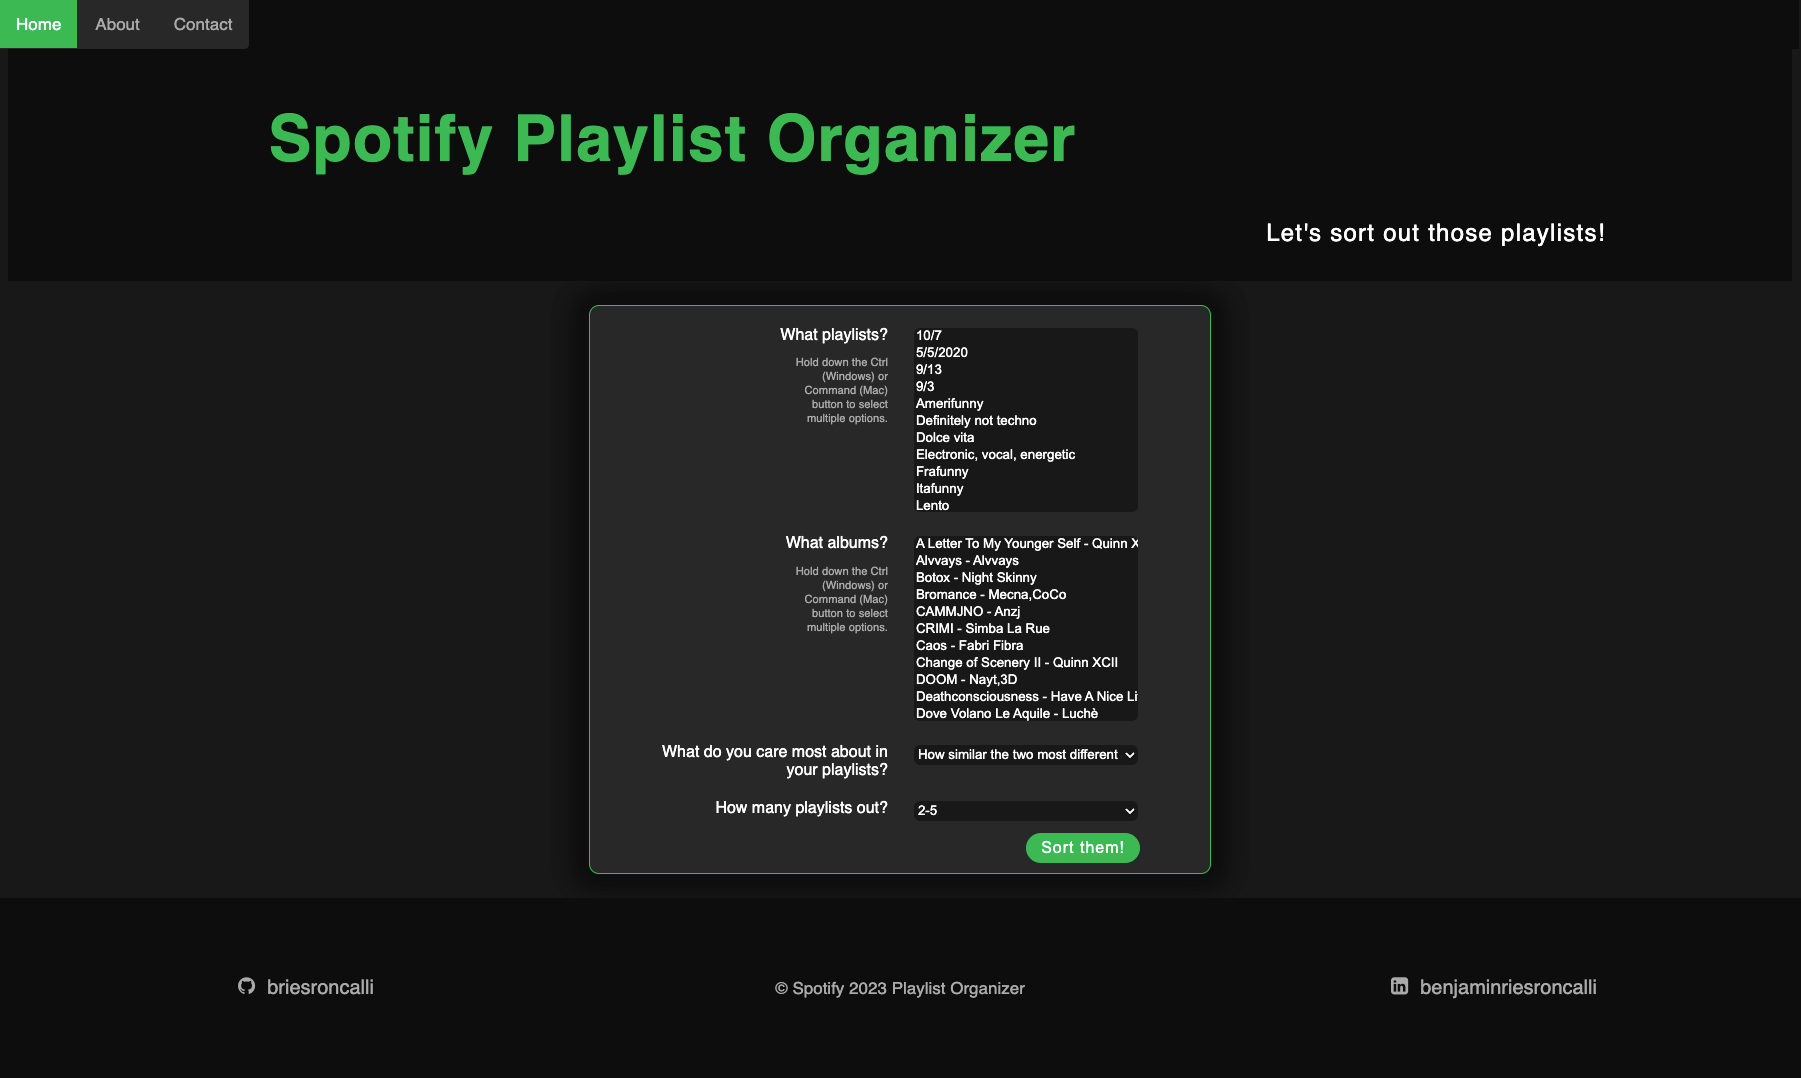 Home About Contact
Spotify Playlist Organizer
Let's sort out those playlists!
What playlists?
Hold down the Ctrl
(Windows) or
Command (Mac)
button to select
multiple options.
10/7
5/5/2020
9/13
9/3
Amerifunny
Definitely not techno
Dolce vita
Electronic, vocal, energetic
Frafunny
Itafunny
Lento
What albums?
Hold down the Ctrl
(Windows) or
Command (Mac)
button to select
multiple options.
A Letter To My Younger Self - Quinn X
Alvvays - Alvvays
Botox - Night Skinny
Bromance - Mecna,CoCo
CAMMJNO - Anzj
CRIMI - Simba La Rue
Caos - Fabri Fibra
Change of Scenery II - Quinn XCII
DOOM - Nayt,3D
Deathconsciousness - Have A Nice Li
Dove Volano Le Aquile - Luchè
What do you care most about in
your playlists?
How similar the two most different
How many playlists out?
2-5
Sort them!
briesroncalli
© Spotify 2023 Playlist Organizer
benjaminriesroncalli